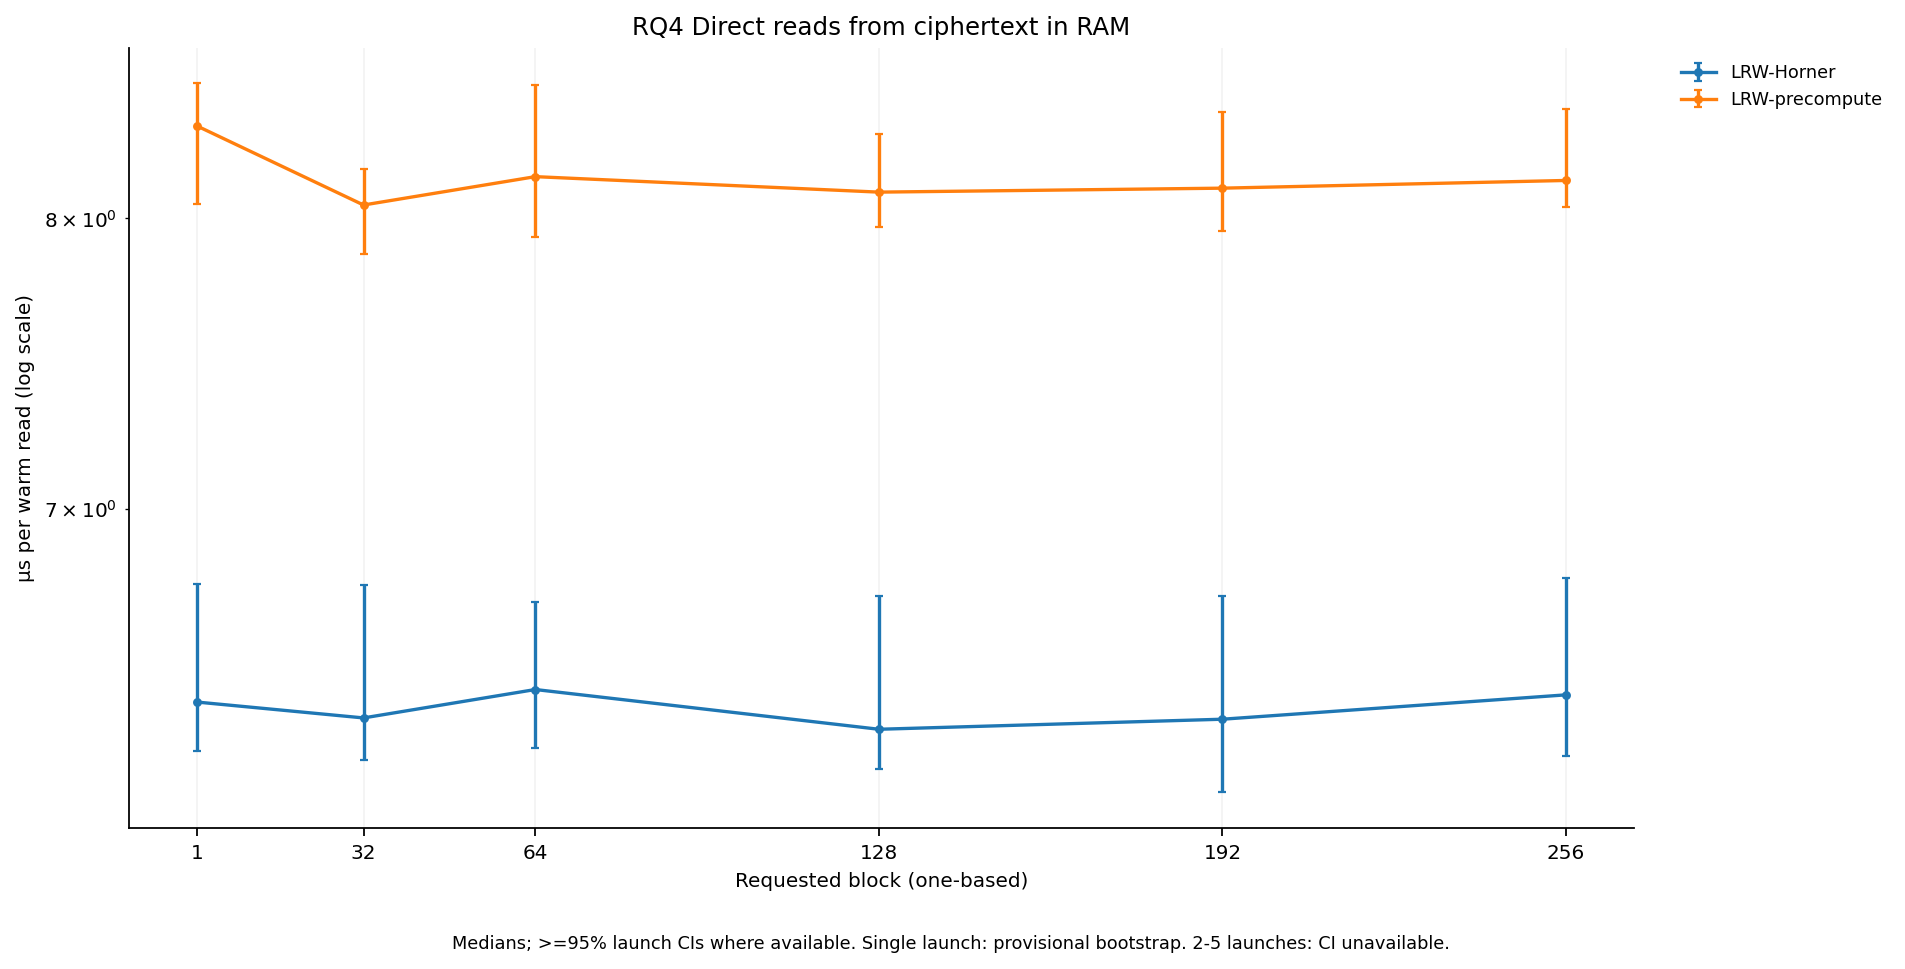 RQ4 Direct reads from ciphertext in RAM
LRW-Horner
LRW-precompute
µs per warm read (log scale)
8 × 10⁰
7 × 10⁰
1 32 64 128 192 256
Requested block (one-based)
Medians; >=95% launch CIs where available. Single launch: provisional bootstrap. 2-5 launches: CI unavailable.